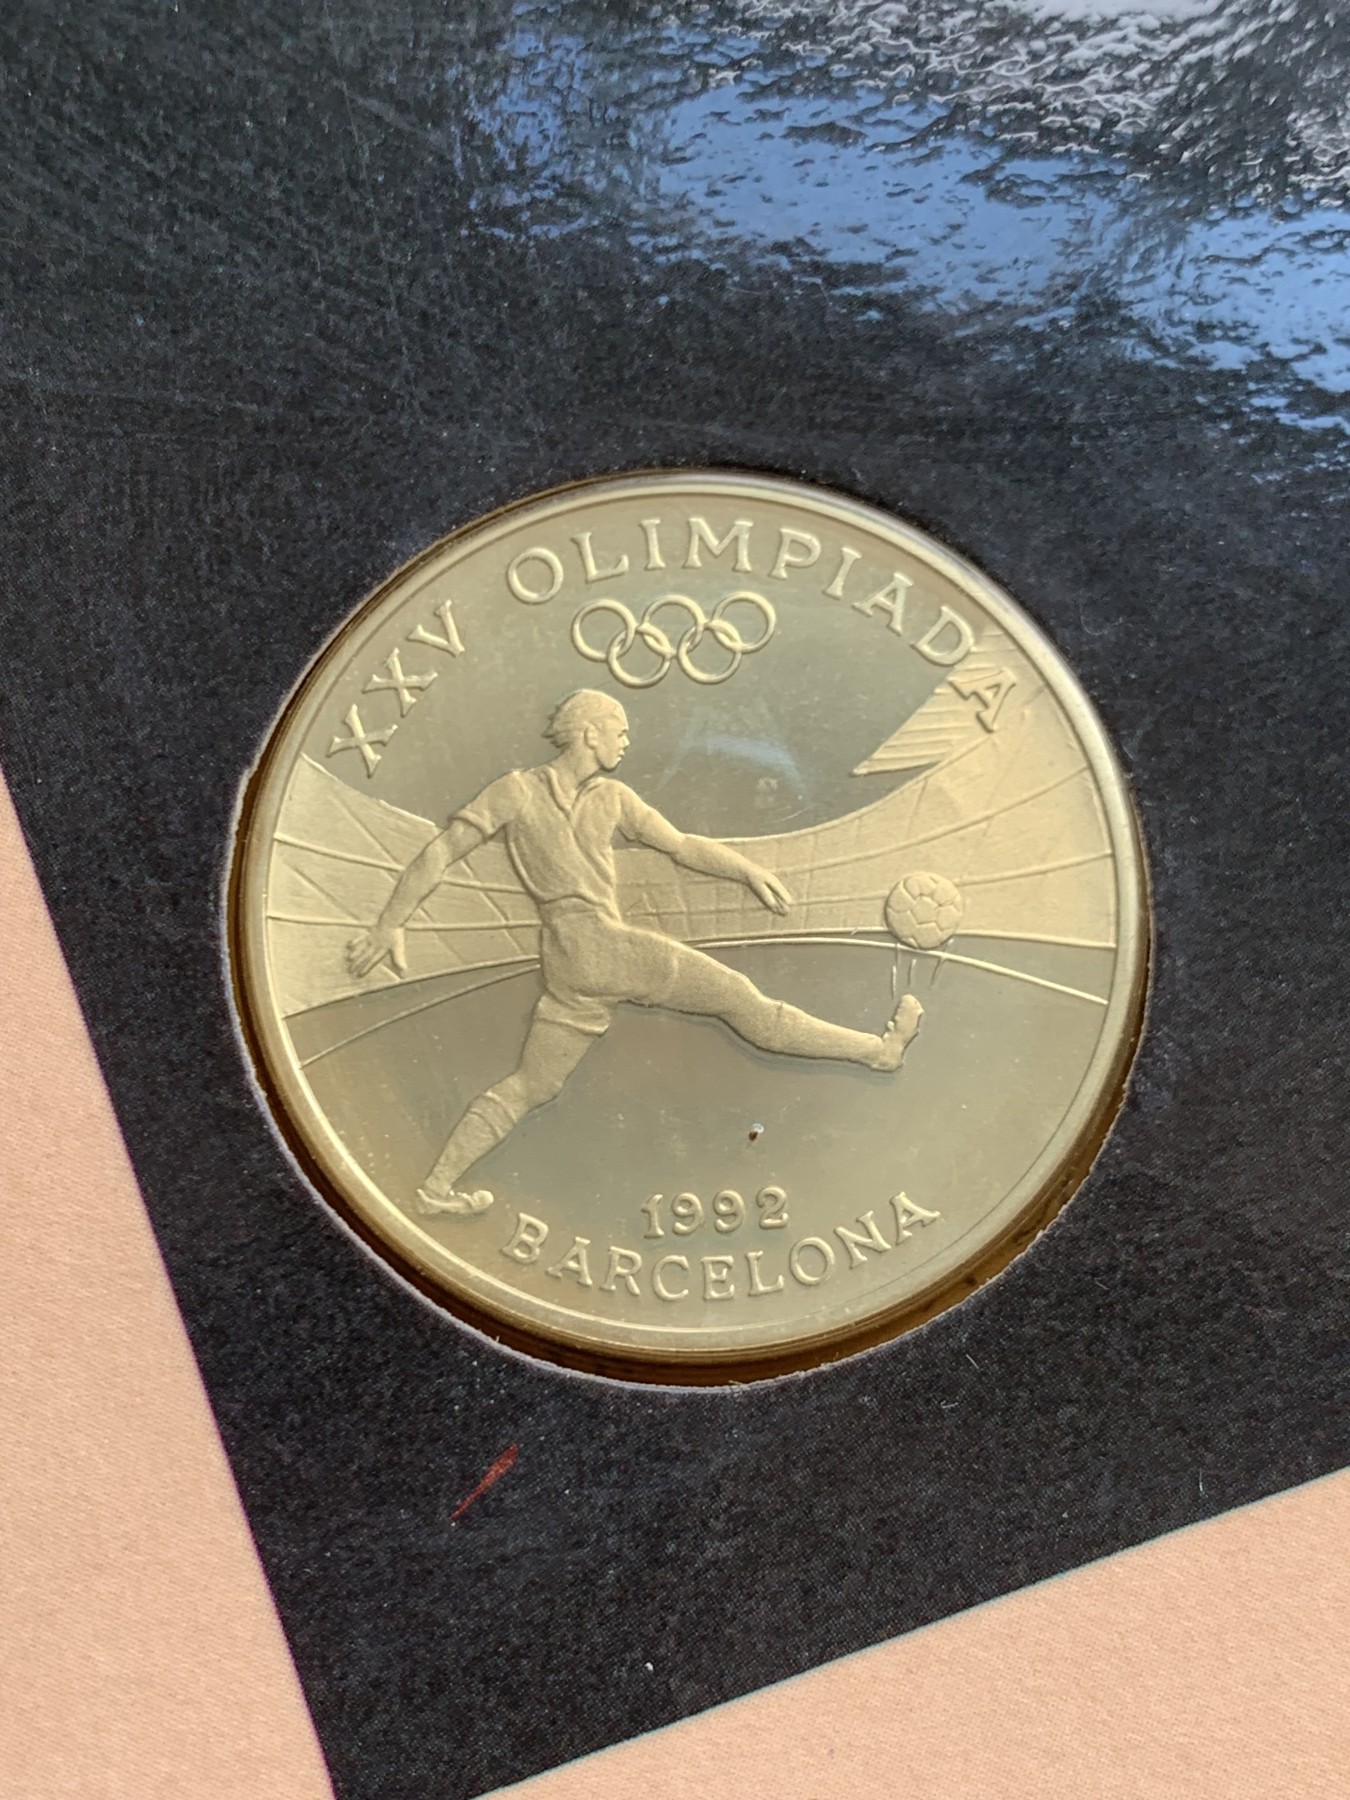 XXV OLIMPIADA
1992
BARCELONA